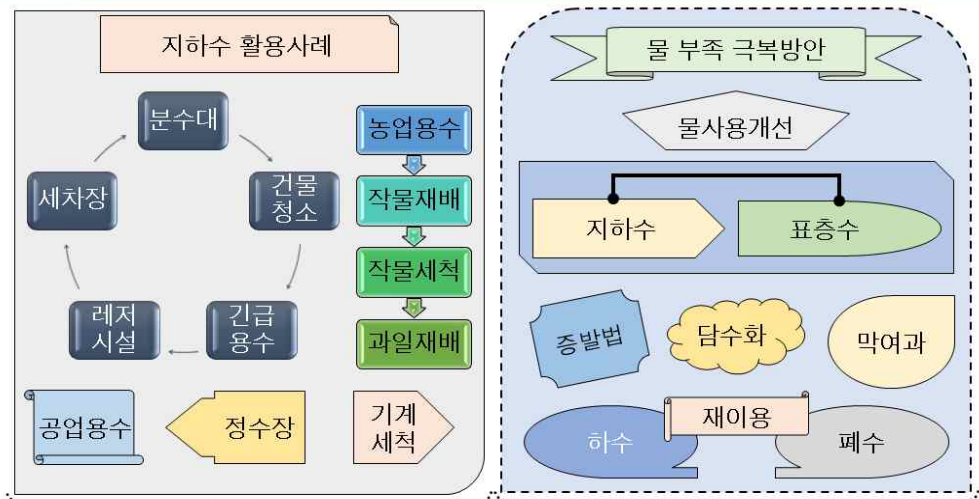 지하수 활용사례
분수대
건물
청소
긴급
용수
레저
시설
세차장
농업용수
작물재배
작물세척
과일재배
공업용수
정수장
기계
세척
물 부족 극복방안
물사용개선
지하수
표층수
증발법
담수화
막여과
재이용
하수
폐수